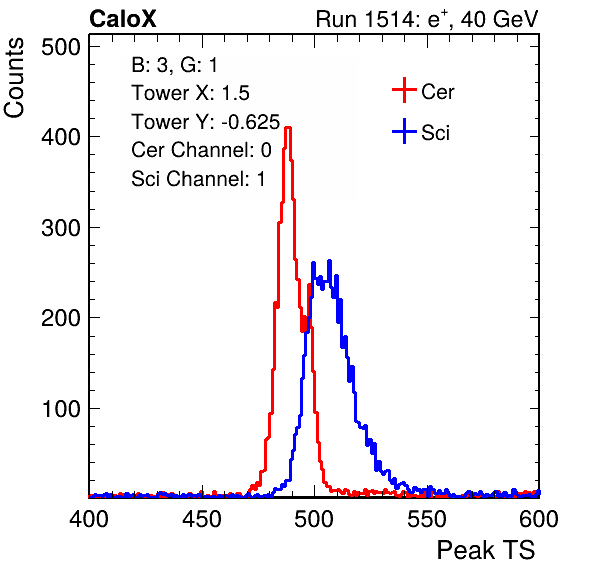 CaloX Run 1514: e⁺, 40 GeV
Counts
B: 3, G: 1
Tower X: 1.5
Tower Y: -0.625
Cer Channel: 0
Sci Channel: 1
Cer
Sci
500
400
300
200
100
400 450 500 550 600
Peak TS